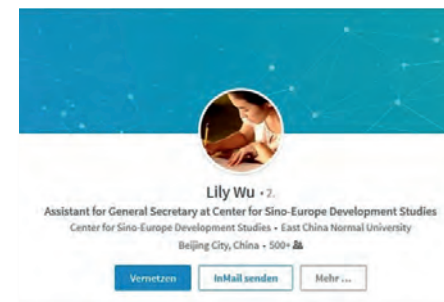 Lily Wu • 2.
Assistant for General Secretary at Center for Sino-Europe Development Studies
Center for Sino-Europe Development Studies • East China Normal University
Beijing City, China • 500+
Vernetzen
InMail senden
Mehr ...